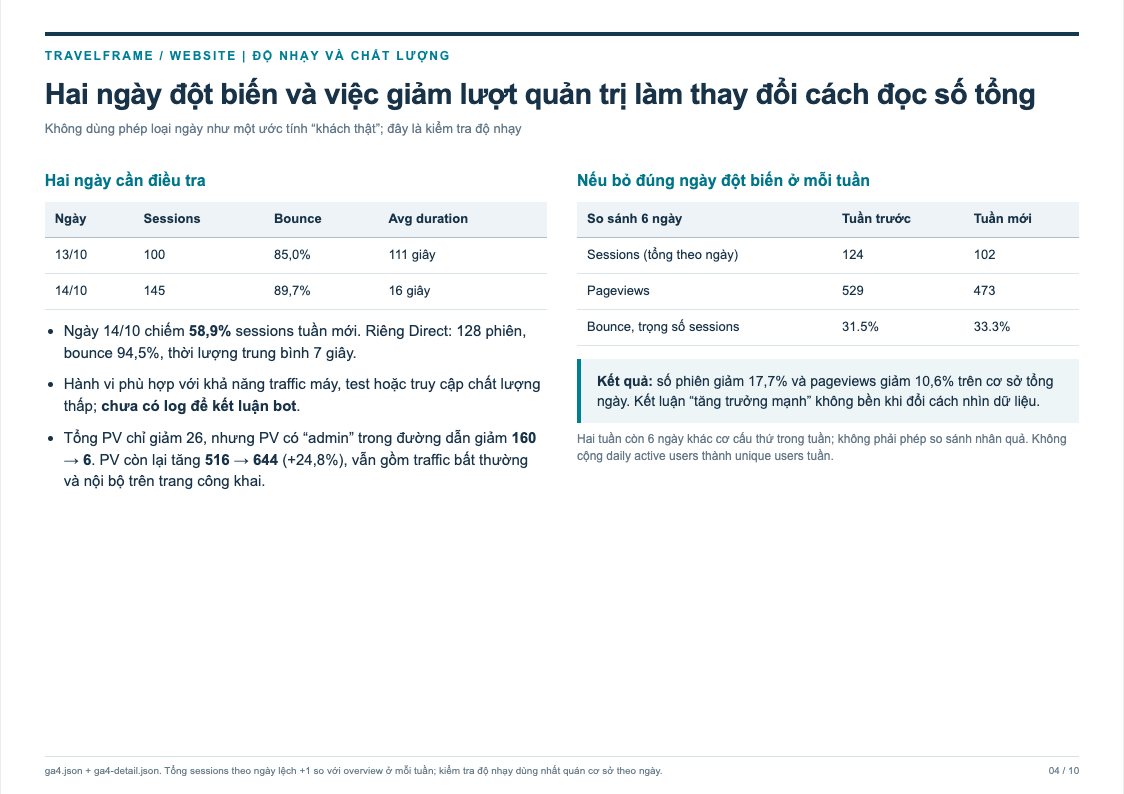 TRAVELFRAME / WEBSITE | ĐỘ NHẠY VÀ CHẤT LƯỢNG
Hai ngày đột biến và việc giảm lượt quản trị làm thay đổi cách đọc số tổng
Không dùng phép loại ngày như một ước tính “khách thật”; đây là kiểm tra độ nhạy
Hai ngày cần điều tra
Ngày Sessions Bounce Avg duration
13/10 100 85,0% 111 giây
14/10 145 89,7% 16 giây
• Ngày 14/10 chiếm 58,9% sessions tuần mới. Riêng Direct: 128 phiên,
bounce 94,5%, thời lượng trung bình 7 giây.
• Hành vi phù hợp với khả năng traffic máy, test hoặc truy cập chất lượng
thấp; chưa có log để kết luận bot.
• Tổng PV chỉ giảm 26, nhưng PV có “admin” trong đường dẫn giảm 160
→ 6. PV còn lại tăng 516 → 644 (+24,8%), vẫn gồm traffic bất thường
và nội bộ trên trang công khai.
Nếu bỏ đúng ngày đột biến ở mỗi tuần
So sánh 6 ngày Tuần trước Tuần mới
Sessions (tổng theo ngày) 124 102
Pageviews 529 473
Bounce, trọng số sessions 31.5% 33.3%
Kết quả: số phiên giảm 17,7% và pageviews giảm 10,6% trên cơ sở tổng
ngày. Kết luận “tăng trưởng mạnh” không bền khi đổi cách nhìn dữ liệu.
Hai tuần còn 6 ngày khác cơ cấu thứ trong tuần; không phải phép so sánh nhân quả. Không
cộng daily active users thành unique users tuần.
ga4.json + ga4-detail.json. Tổng sessions theo ngày lệch +1 so với overview ở mỗi tuần; kiểm tra độ nhạy dùng nhất quán cơ sở theo ngày.
04 / 10